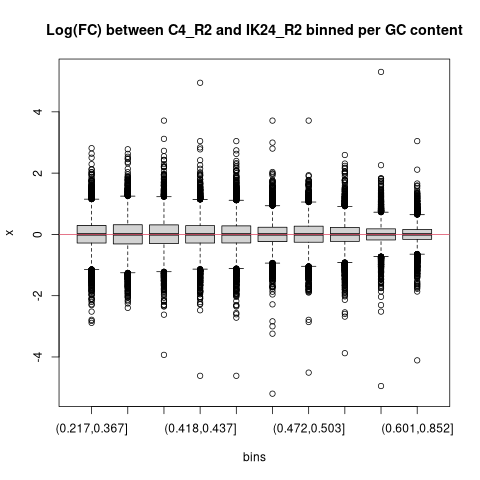 Log(FC) between C4_R2 and IK24_R2 binned per GC content
x
4
2
0
-2
-4
(0.217,0.367] (0.418,0.437] (0.472,0.503] (0.601,0.852]
bins